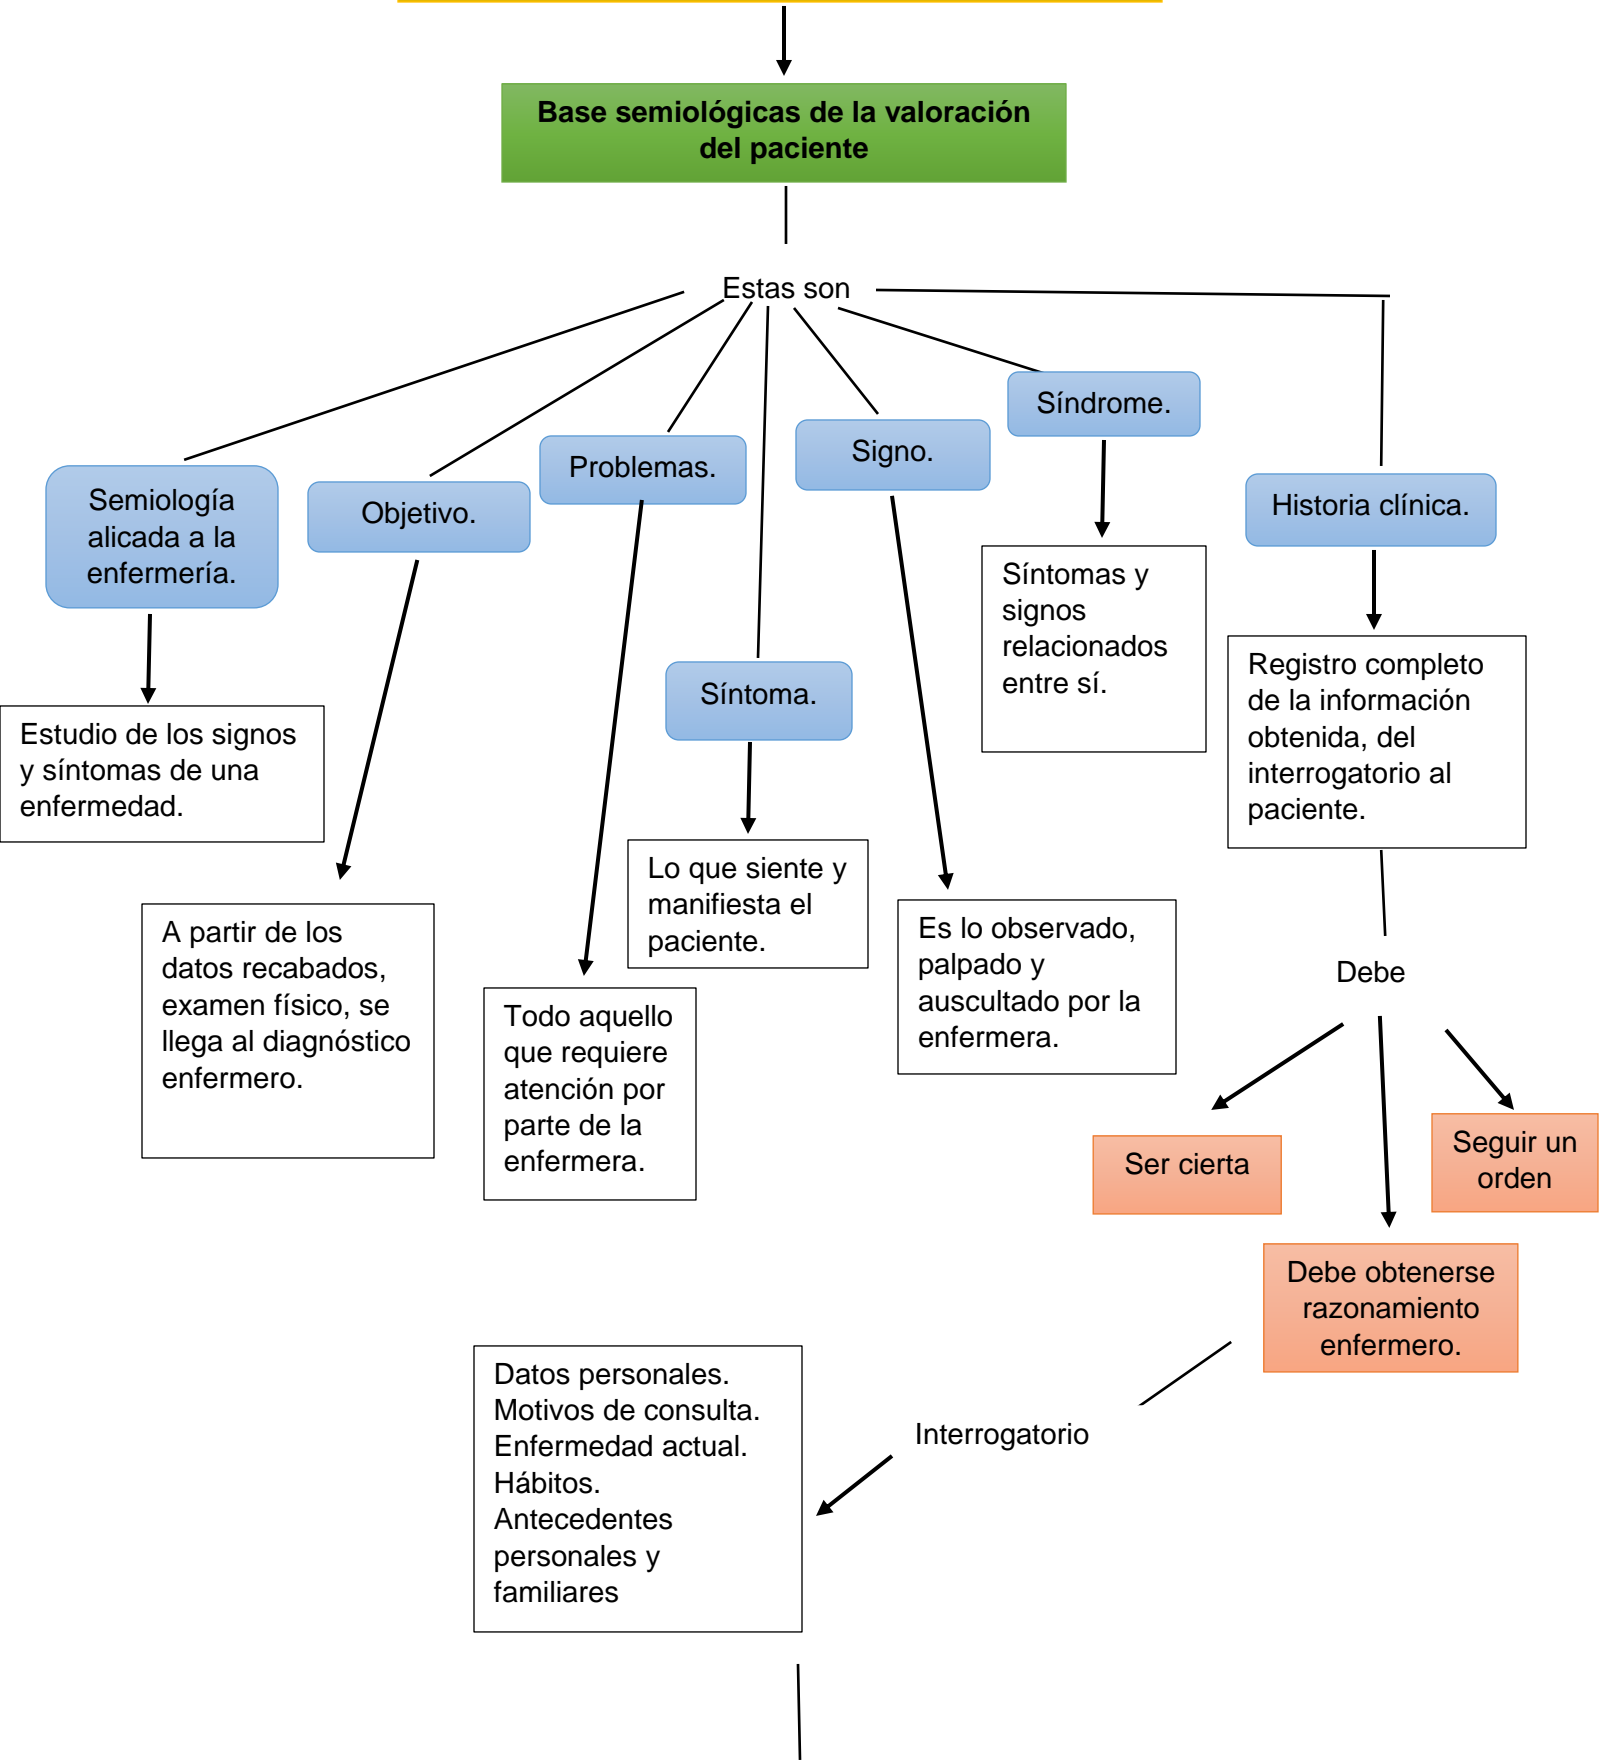 Base semiológicas de la valoración
del paciente
Estas son
Semiología
alicada a la
enfermería.
Objetivo.
Problemas.
Síntoma.
Signo.
Síndrome.
Historia clínica.
Estudio de los signos
y síntomas de una
enfermedad.
A partir de los
datos recabados,
examen físico, se
llega al diagnóstico
enfermero.
Todo aquello
que requiere
atención por
parte de la
enfermera.
Lo que siente y
manifiesta el
paciente.
Es lo observado,
palpado y
auscultado por la
enfermera.
Síntomas y
signos
relacionados
entre sí.
Registro completo
de la información
obtenida, del
interrogatorio al
paciente.
Debe
Ser cierta
Seguir un
orden
Debe obtenerse
razonamiento
enfermero.
Interrogatorio
Datos personales.
Motivos de consulta.
Enfermedad actual.
Hábitos.
Antecedentes
personales y
familiares